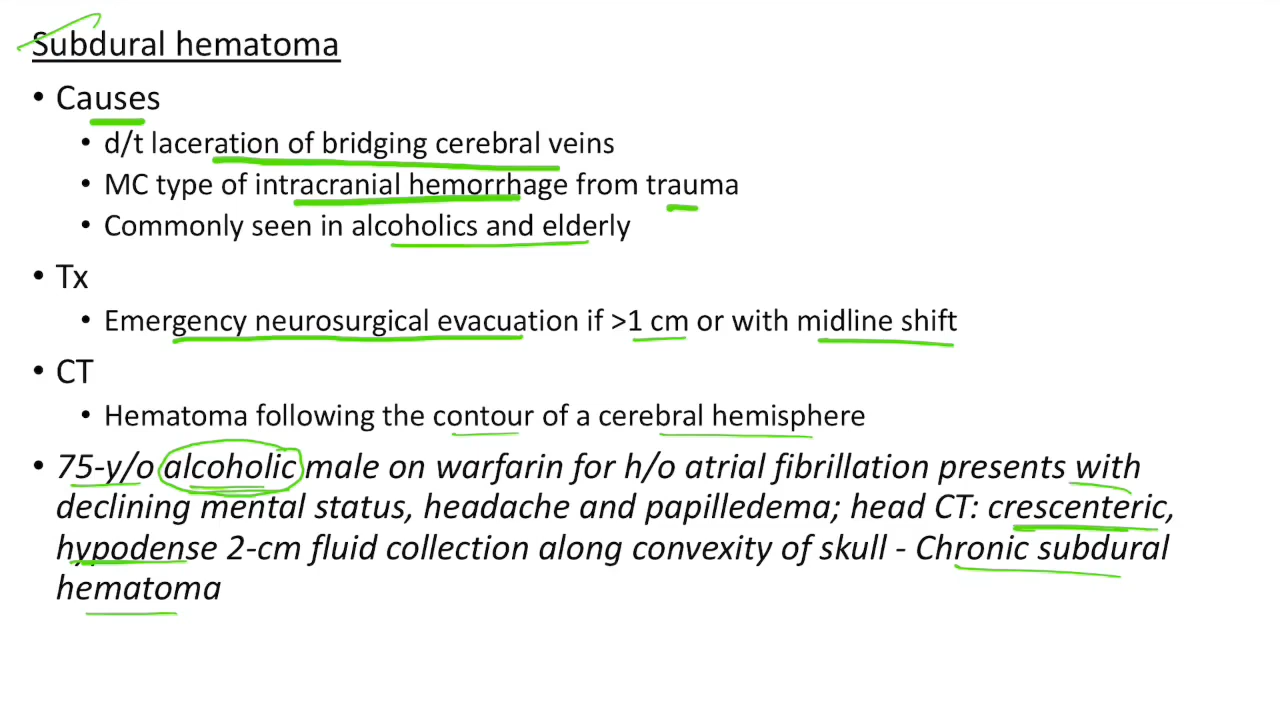 Subdural hematoma
• Causes
• d/t laceration of bridging cerebral veins
• MC type of intracranial hemorrhage from trauma
• Commonly seen in alcoholics and elderly
• Tx
• Emergency neurosurgical evacuation if >1 cm or with midline shift
• CT
• Hematoma following the contour of a cerebral hemisphere
• 75-y/o alcoholic male on warfarin for h/o atrial fibrillation presents with
declining mental status, headache and papilledema; head CT: crescenteric,
hypodense 2-cm fluid collection along convexity of skull - Chronic subdural
hematoma